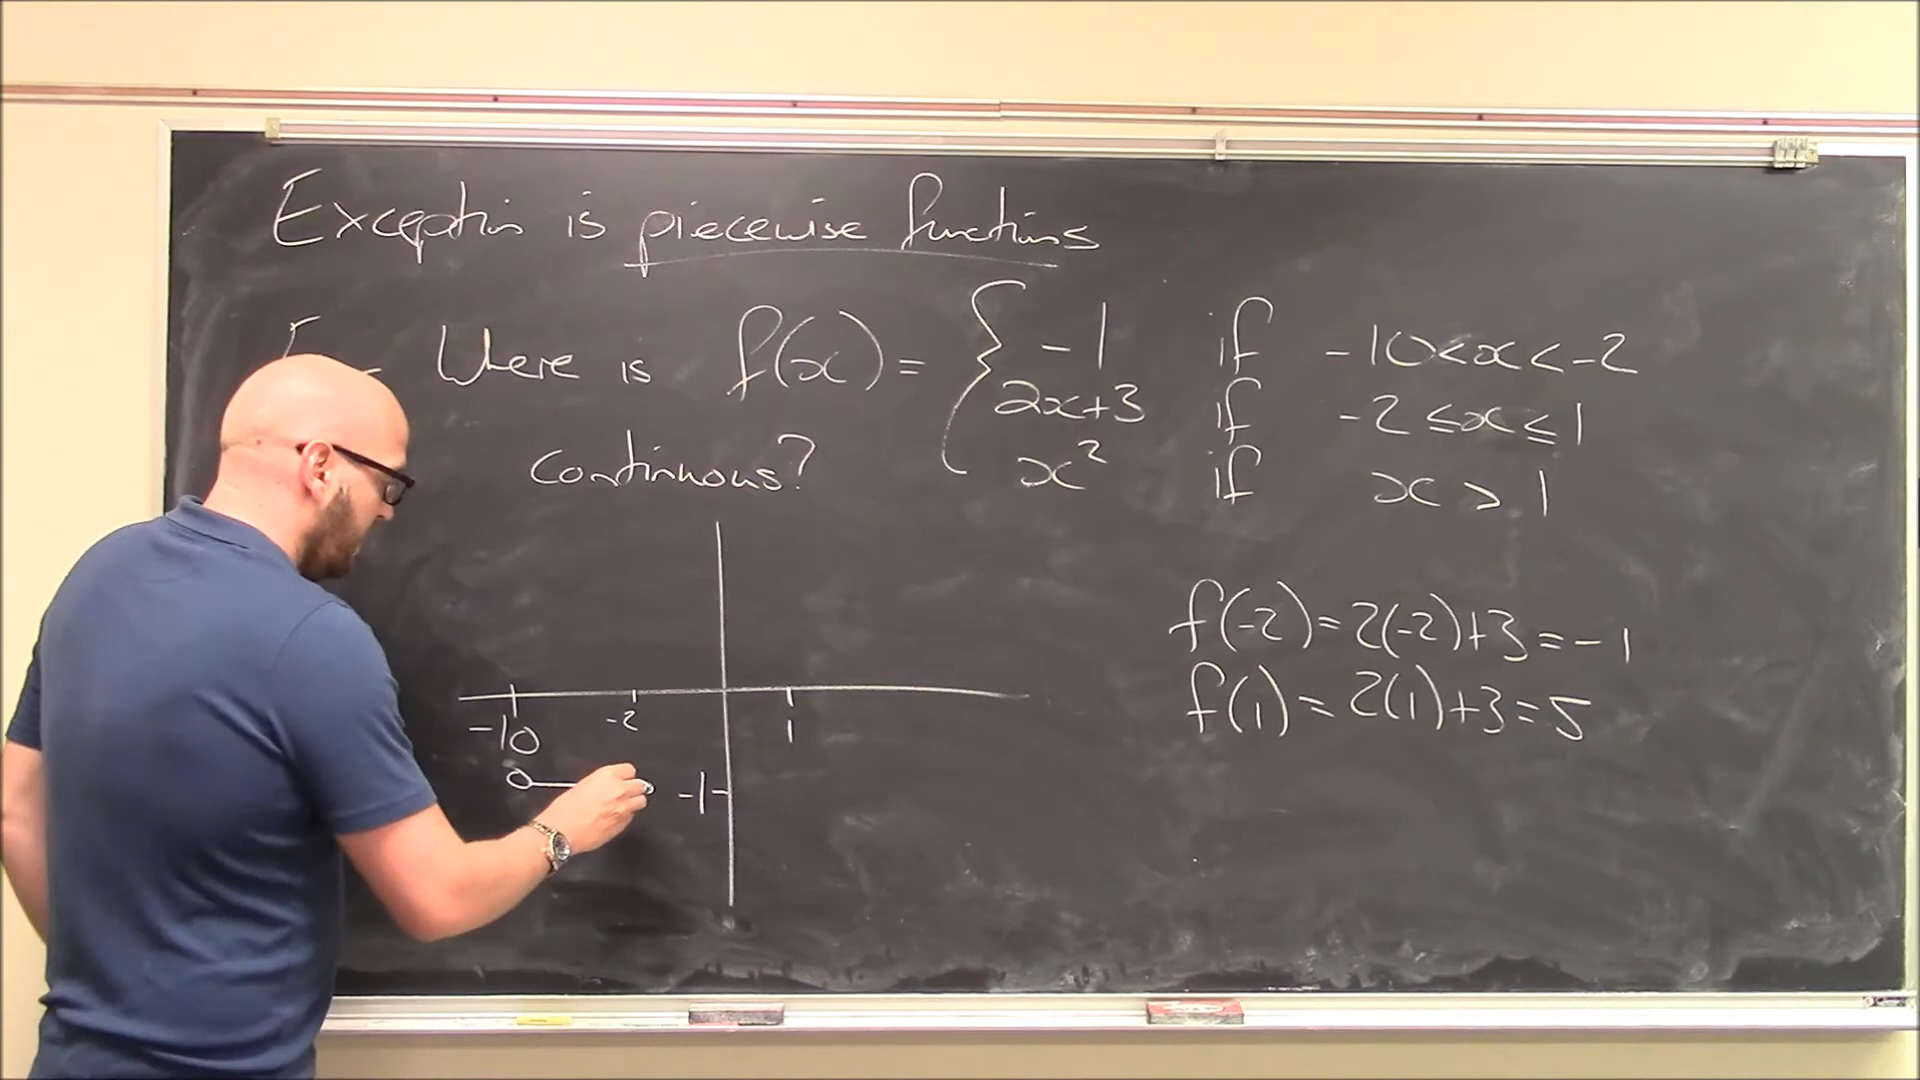 Exception is piecewise functions
Where is f(x) = { -1 if -10<x<-2
2x+3 if -2≤x≤1
continuous? x² if x > 1
f(-2)=2(-2)+3=-1
f(1)=2(1)+3=5
-10 -2 1
-1